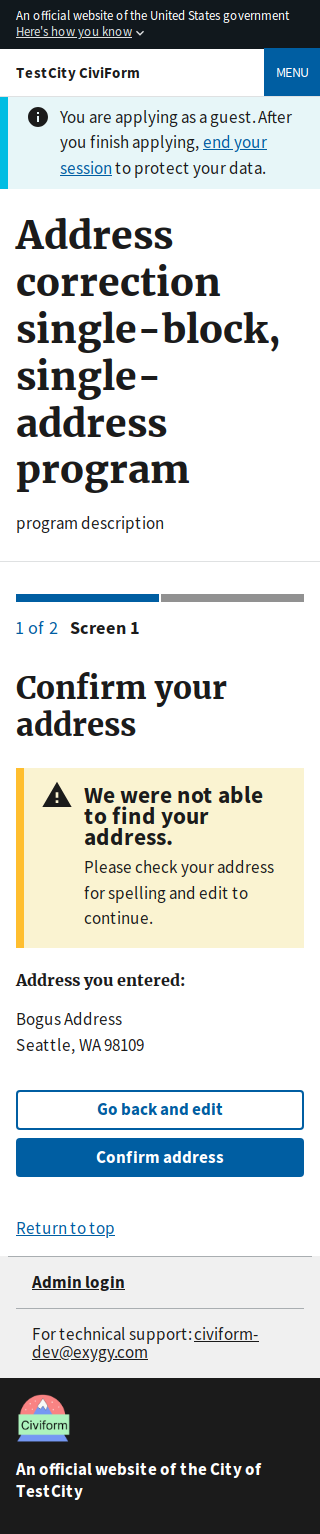 An official website of the United States government
Here's how you know
TestCity CiviForm
MENU
You are applying as a guest. After
you finish applying, end your
session to protect your data.
Address
correction
single-block,
single-
address
program
program description
1 of 2 Screen 1
Confirm your
address
We were not able
to find your
address.
Please check your address
for spelling and edit to
continue.
Address you entered:
Bogus Address
Seattle, WA 98109
Go back and edit
Confirm address
Return to top
Admin login
For technical support: civiform-
dev@exygy.com
Civiform
An official website of the City of
TestCity